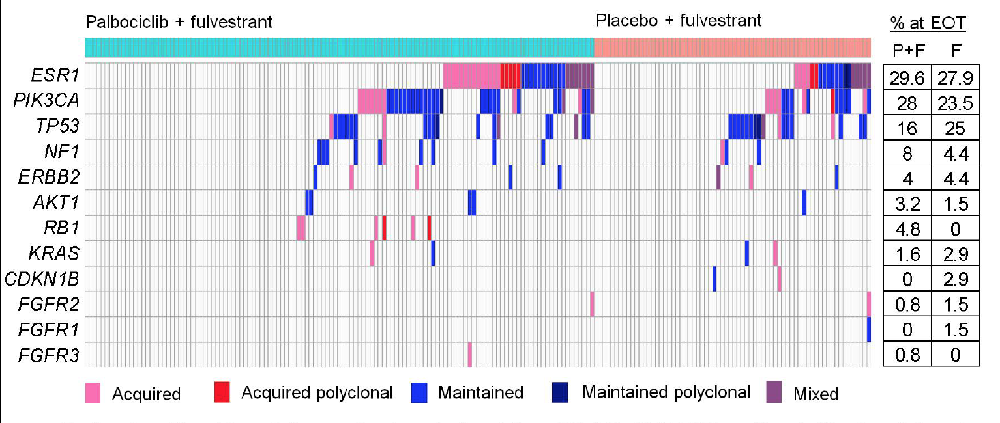 Palbociclib + fulvestrant
Placebo + fulvestrant
% at EOT
P+F F
ESR1 29.6 27.9
PIK3CA 28 23.5
TP53 16 25
NF1 8 4.4
ERBB2 4 4.4
AKT1 3.2 1.5
RB1 4.8 0
KRAS 1.6 2.9
CDKN1B 0 2.9
FGFR2 0.8 1.5
FGFR1 0 1.5
FGFR3 0.8 0
Acquired Acquired polyclonal Maintained Maintained polyclonal Mixed